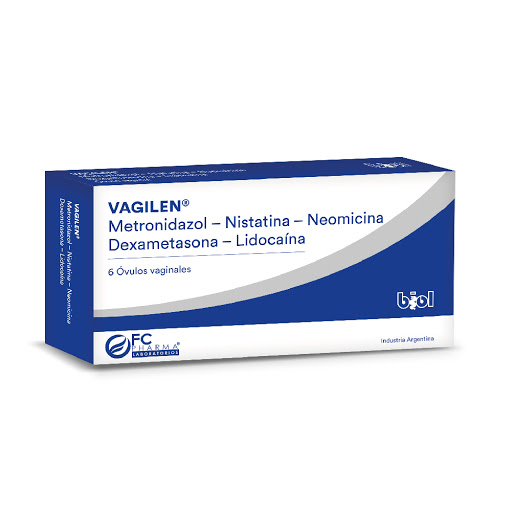 VAGILEN®
Metronidazol – Nistatina – Neomicina
Dexametasona – Lidocaína
6 Óvulos vaginales
biol
FC
PHARMA®
LABORATORIOS
Industria Argentina
VAGILEN®
Metronidazol – Nistatina – Neomicina
Dexametasona – Lidocaína